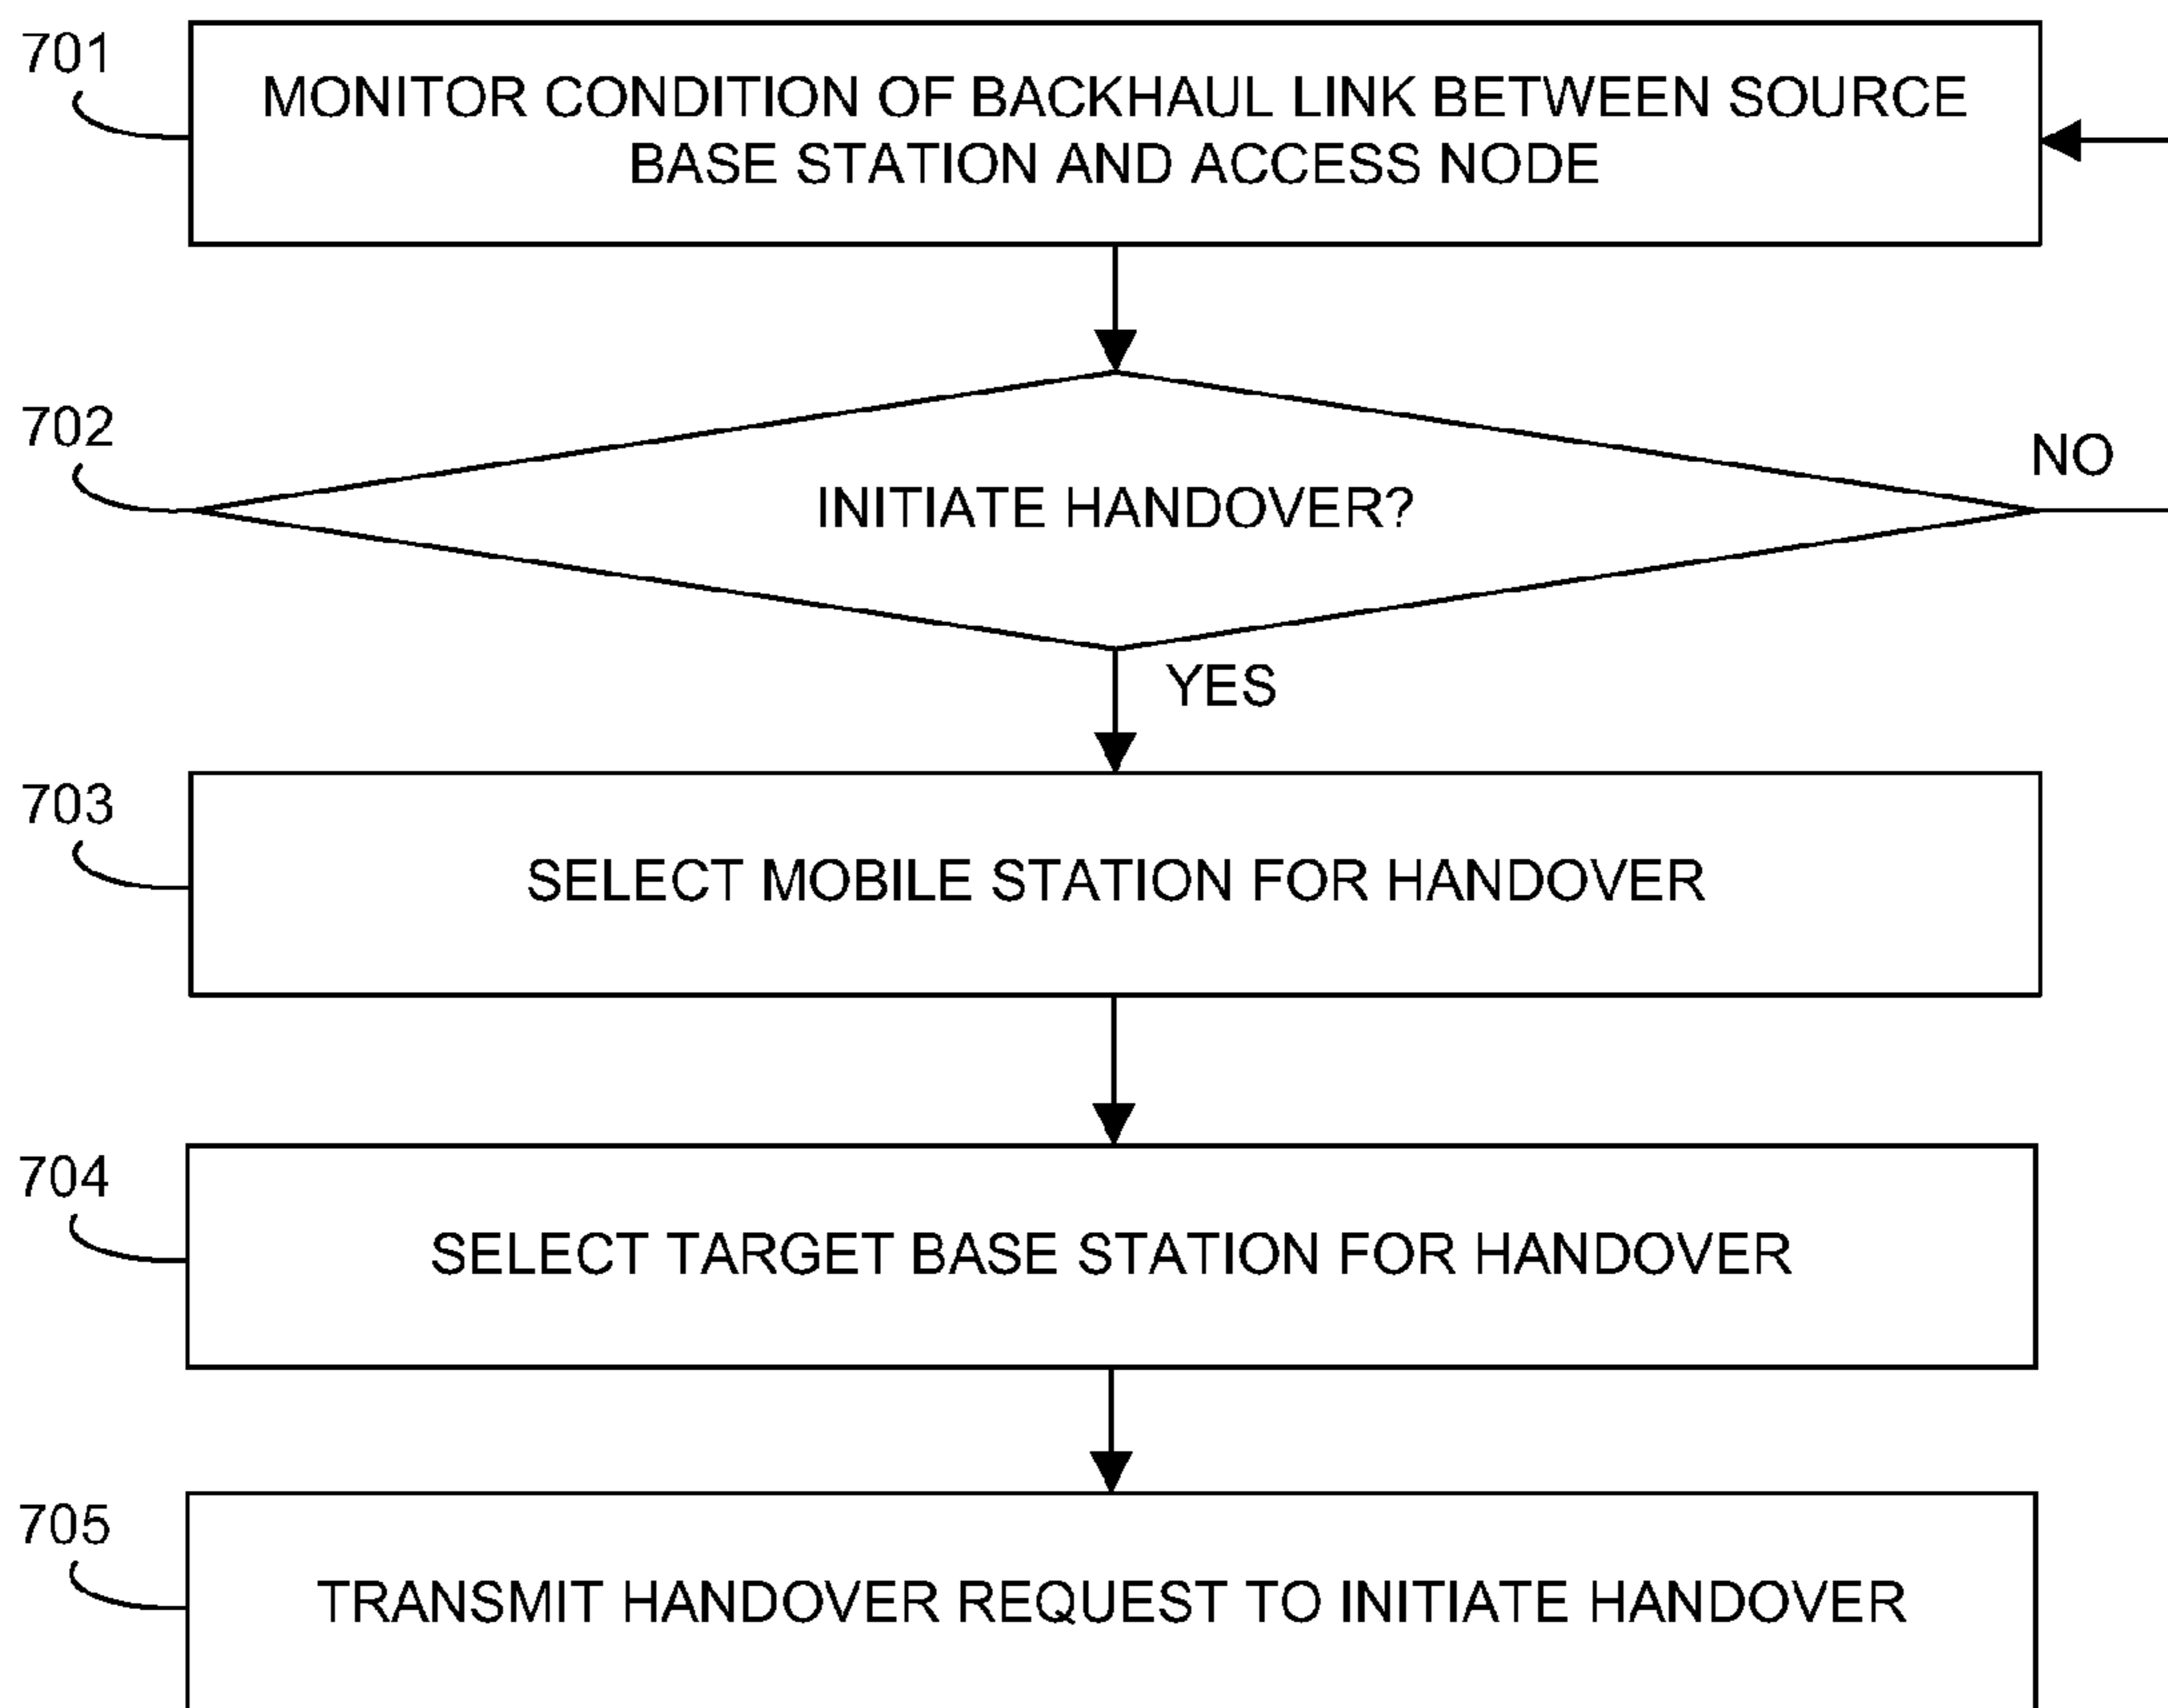 701
MONITOR CONDITION OF BACKHAUL LINK BETWEEN SOURCE
BASE STATION AND ACCESS NODE
702
INITIATE HANDOVER?
NO
YES
703
SELECT MOBILE STATION FOR HANDOVER
704
SELECT TARGET BASE STATION FOR HANDOVER
705
TRANSMIT HANDOVER REQUEST TO INITIATE HANDOVER